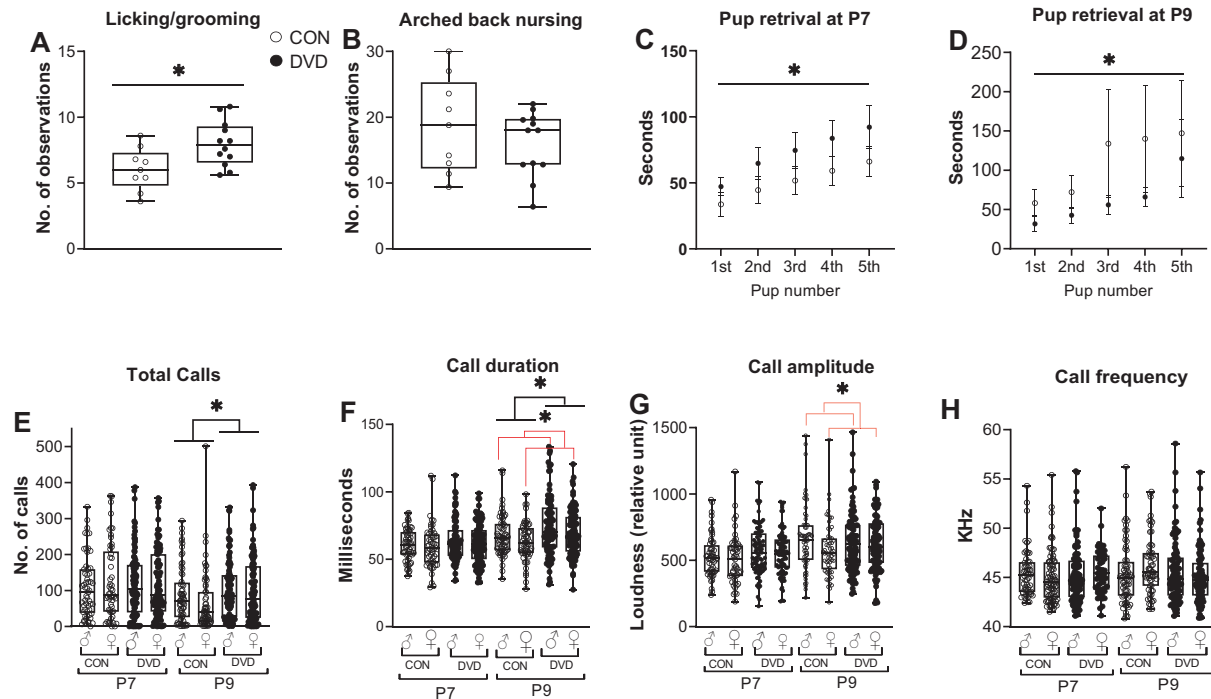 Licking/grooming
A
CON
DVD
*
No. of observations
15
10
5
0
Arched back nursing
B
No. of observations
30
20
10
0
Pup retrival at P7
C
*
Seconds
100
50
50
0
1st 2nd 3rd 4th 5th
Pup number
Pup retrieval at P9
D
*
Seconds
250
200
150
100
50
0
1st 2nd 3rd 4th 5th
Pup number
Total Calls
E
*
No. of calls
500
400
300
200
100
0
♂ ♀ ♂ ♀ ♂ ♀ ♂ ♀
CON DVD CON DVD
P7 P9
Call duration
F
*
*
Milliseconds
150
100
50
0
♂ ♀ ♂ ♀ ♂ ♀ ♂ ♀
CON DVD CON DVD
P7 P9
Call amplitude
G
*
Loudness (relative unit)
1500
1000
500
0
♂ ♀ ♂ ♀ ♂ ♀ ♂ ♀
CON DVD CON DVD
P7 P9
Call frequency
H
KHz
65
60
55
50
45
40
♂ ♀ ♂ ♀ ♂ ♀ ♂ ♀
CON DVD CON DVD
P7 P9